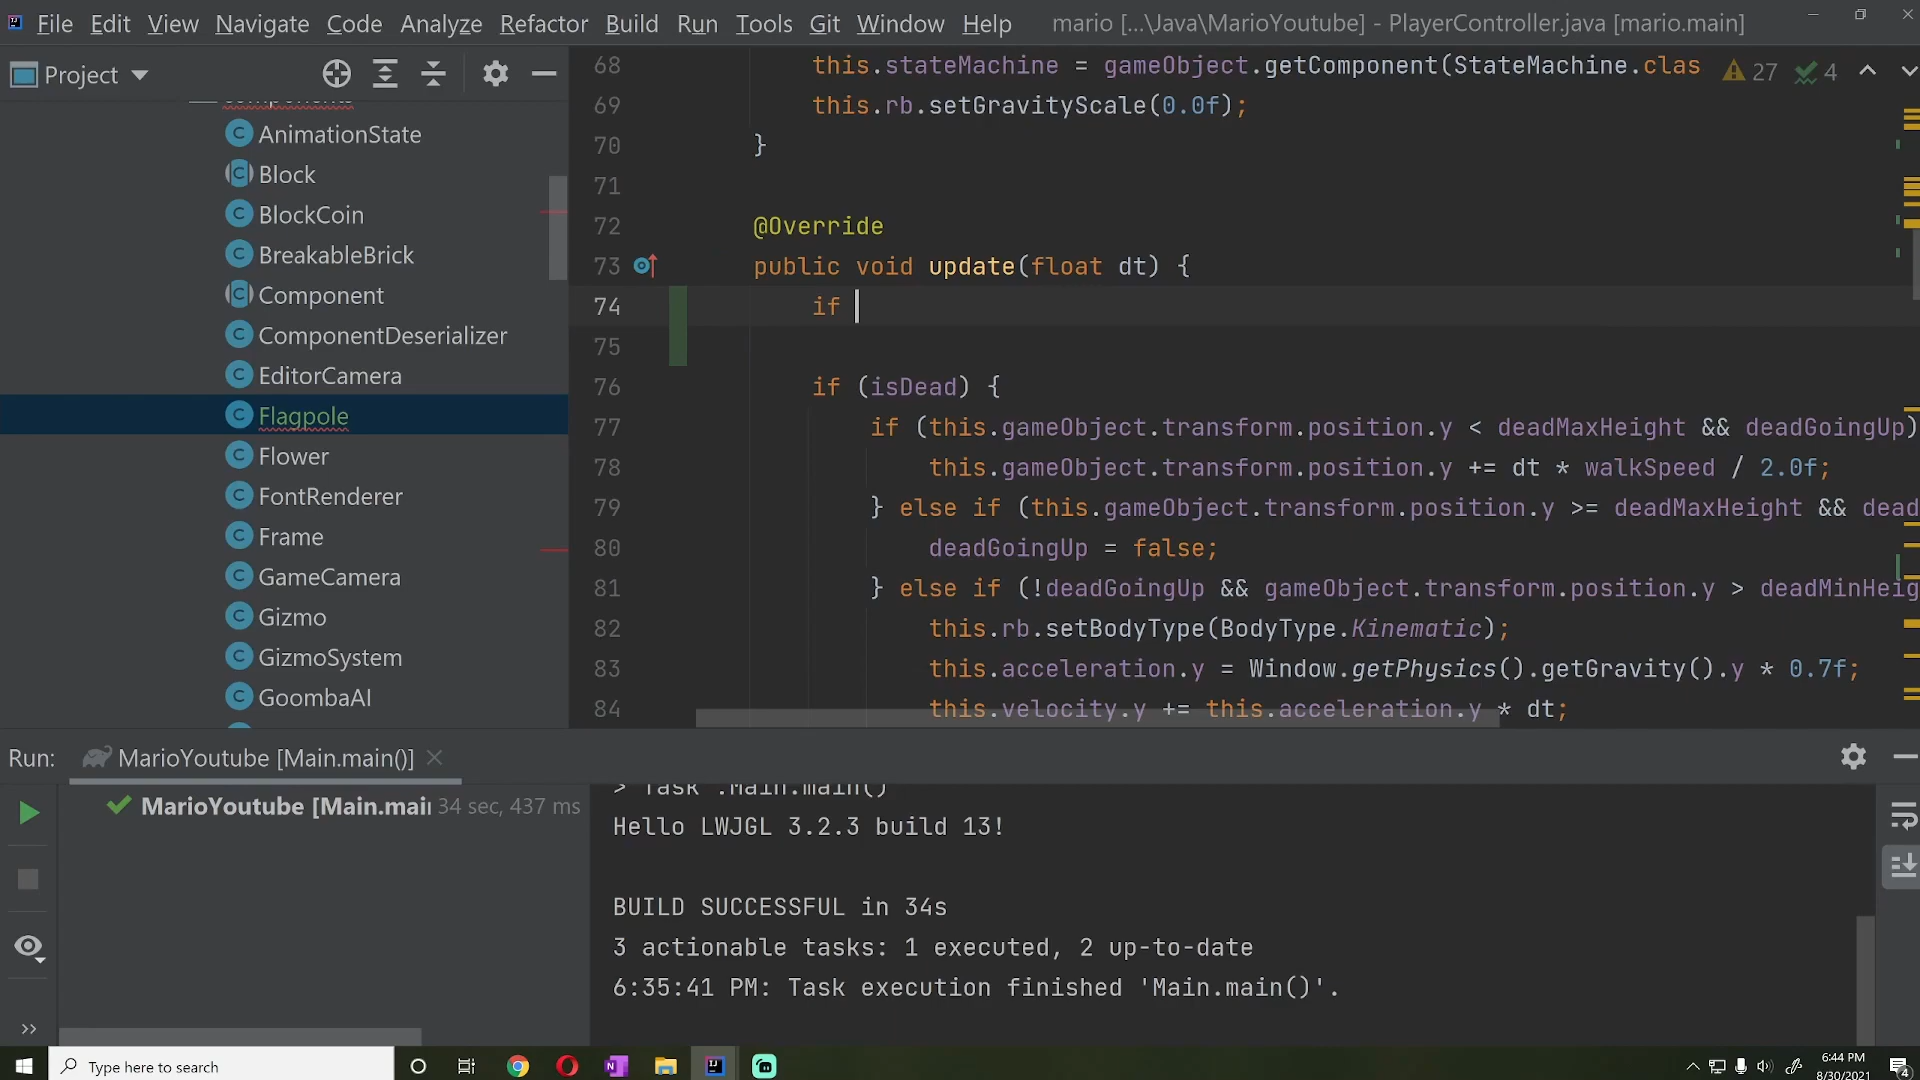 File Edit View Navigate Code Analyze Refactor Build Run Tools Git Window Help mario [...\Java\MarioYoutube] - PlayerController.java [mario.main]
Project
components
AnimationState
Block
BlockCoin
BreakableBrick
Component
ComponentDeserializer
EditorCamera
Flagpole
Flower
FontRenderer
Frame
GameCamera
Gizmo
GizmoSystem
GoombaAI
27 4
68 this.stateMachine = gameObject.getComponent(StateMachine.clas
69 this.rb.setGravityScale(0.0f);
70 }
71
72 @Override
73 public void update(float dt) {
74 if
75
76 if (isDead) {
77 if (this.gameObject.transform.position.y < deadMaxHeight && deadGoingUp)
78 this.gameObject.transform.position.y += dt * walkSpeed / 2.0f;
79 } else if (this.gameObject.transform.position.y >= deadMaxHeight && dead
80 deadGoingUp = false;
81 } else if (!deadGoingUp && gameObject.transform.position.y > deadMinHeig
82 this.rb.setBodyType(BodyType.Kinematic);
83 this.acceleration.y = Window.getPhysics().getGravity().y * 0.7f;
84 this.velocity.y += this.acceleration.y * dt;
Run: MarioYoutube [Main.main()]
MarioYoutube [Main.mai 34 sec, 437 ms
> Task :Main.main()
Hello LWJGL 3.2.3 build 13!
BUILD SUCCESSFUL in 34s
3 actionable tasks: 1 executed, 2 up-to-date
6:35:41 PM: Task execution finished 'Main.main()'.
Type here to search
6:44 PM
8/30/2021
4